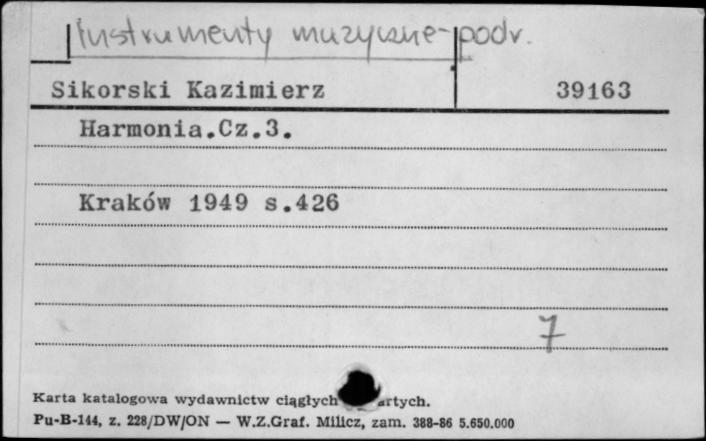 Instrumenty muzyczne-podr.
Sikorski Kazimierz 39163
Harmonia.Cz.3.
Kraków 1949 s.426
7
Karta katalogowa wydawnictw ciągłych artych.
Pu-B-144, z. 228/DW/ON — W.Z.Graf. Milicz, zam. 388-86 5.650.000